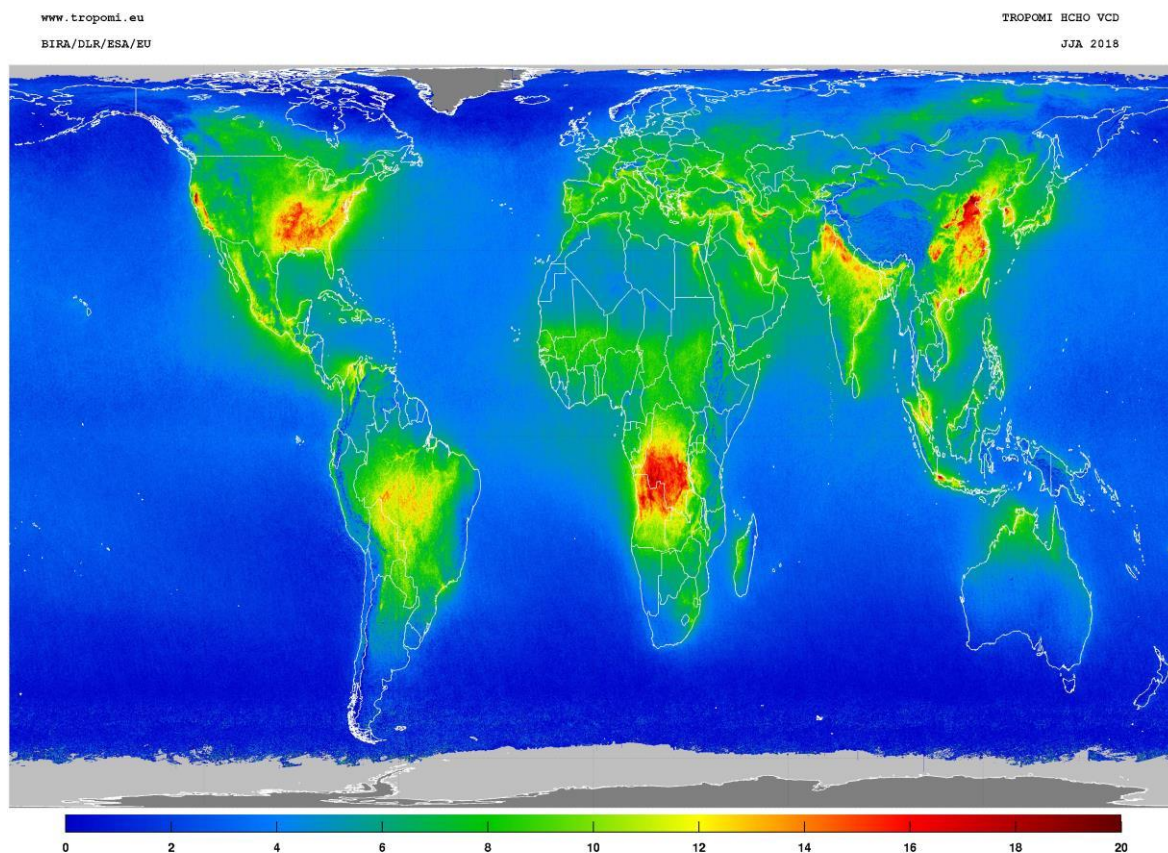 www.tropomi.eu
TROPOMI HCHO VCD
BIRA/DLR/ESA/EU
JJA 2018
0 2 4 6 8 10 12 14 16 18 20